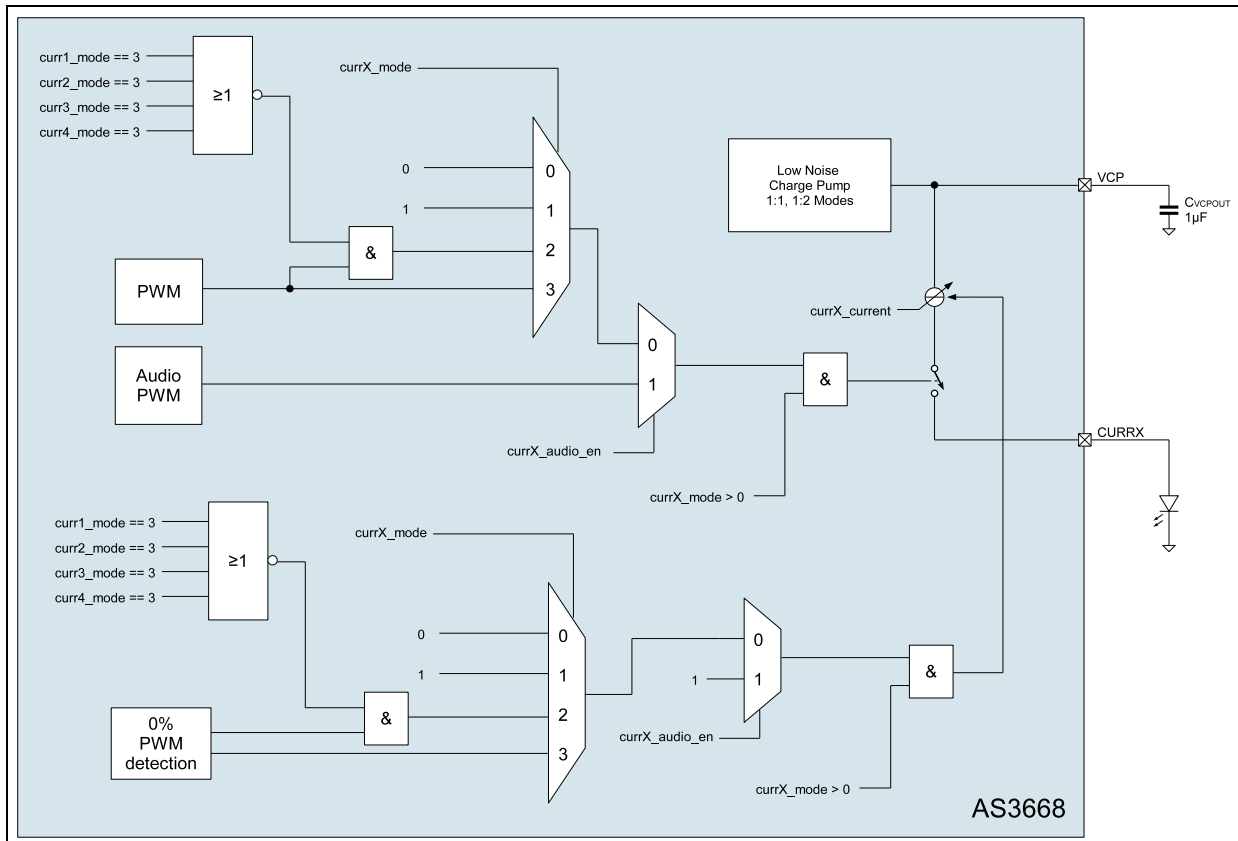 curr1_mode == 3
curr2_mode == 3
curr3_mode == 3
curr4_mode == 3
≥1
currX_mode
0
1
&
0
1
2
3
PWM
Audio
PWM
0
1
currX_audio_en
&
currX_mode > 0
Low Noise
Charge Pump
1:1, 1:2 Modes
VCP
CVCPOUT
1µF
currX_current
CURRX
curr1_mode == 3
curr2_mode == 3
curr3_mode == 3
curr4_mode == 3
≥1
currX_mode
0
1
&
0
1
2
3
0%
PWM
detection
1
0
1
currX_audio_en
&
currX_mode > 0
AS3668